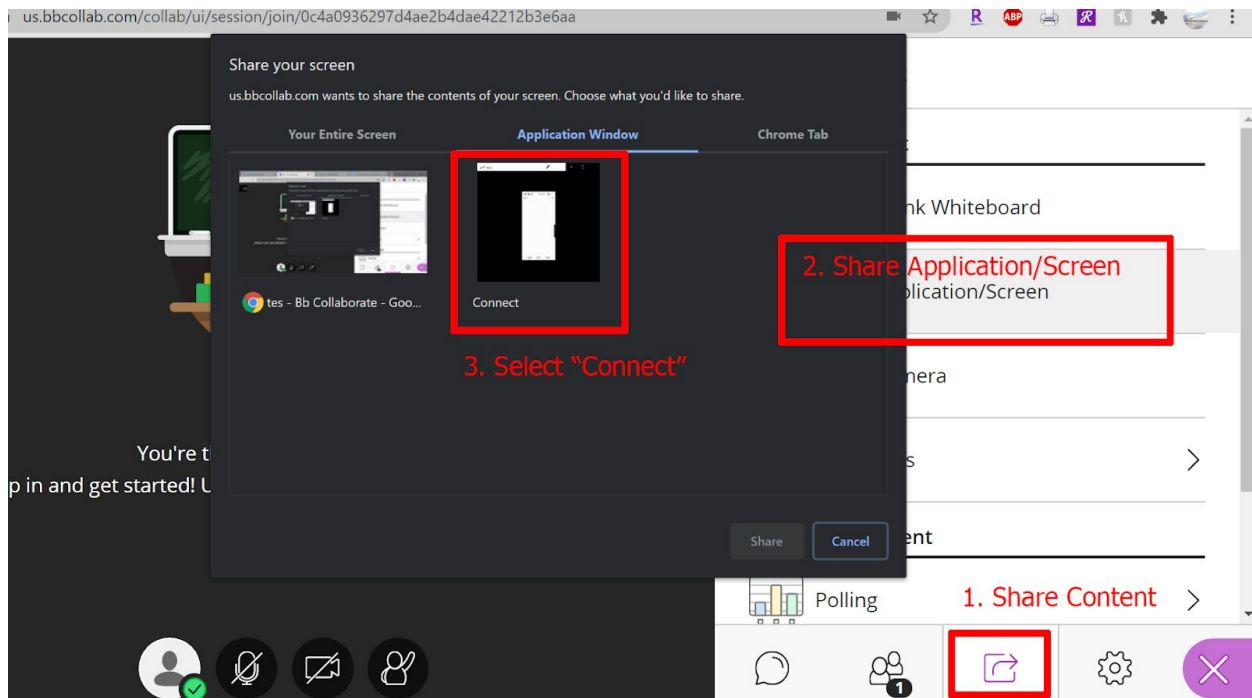 us.bbcollab.com/collab/ui/session/join/0c4a0936297d4ae2b4dae42212b3e6aa
ABP
Share your screen
us.bbcollab.com wants to share the contents of your screen. Choose what you'd like to share.
Your Entire Screen Application Window Chrome Tab
tes - Bb Collaborate - Goo...
Connect
3. Select “Connect”
nk Whiteboard
2. Share Application/Screen
plication/Screen
mera
s
You're t
p in and get started! U
Share Cancel
ent
Polling
1. Share Content
1